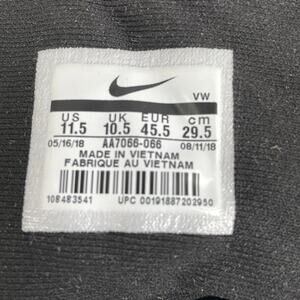 VW
US UK EUR cm
11.5 10.5 45.5 29.5
05/16/18 AA7066-066 08/11/18
MADE IN VIETNAM
FABRIQUE AU VIETNAM
108483541 UPC 00191887202950